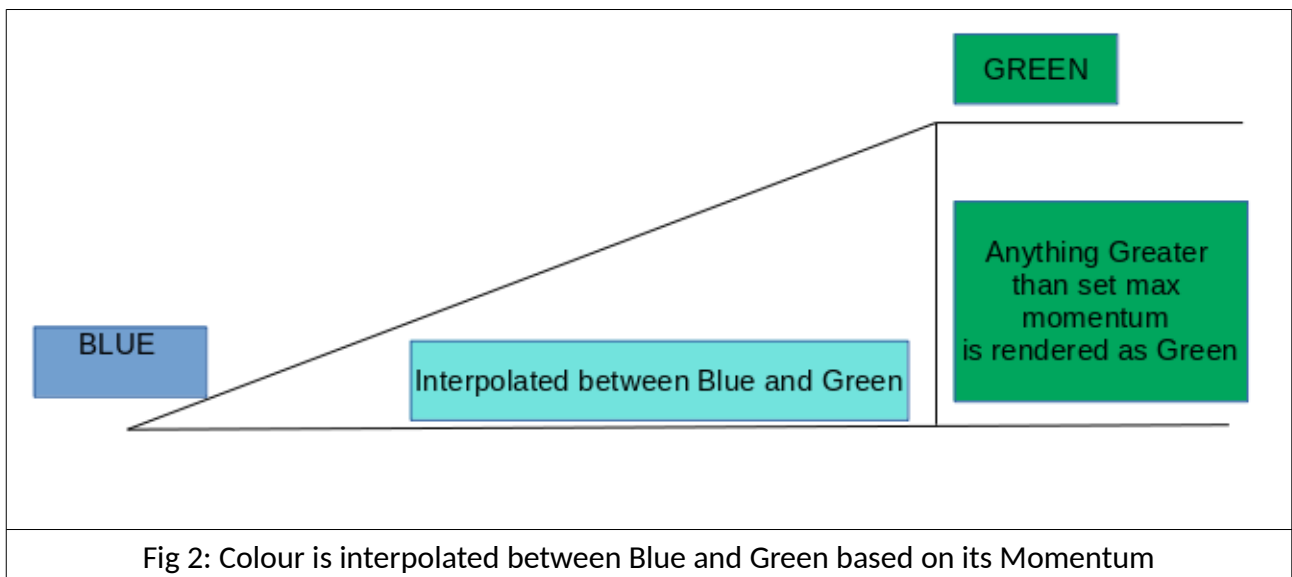 GREEN
Anything Greater
than set max
momentum
is rendered as Green
BLUE
Interpolated between Blue and Green
Fig 2: Colour is interpolated between Blue and Green based on its Momentum